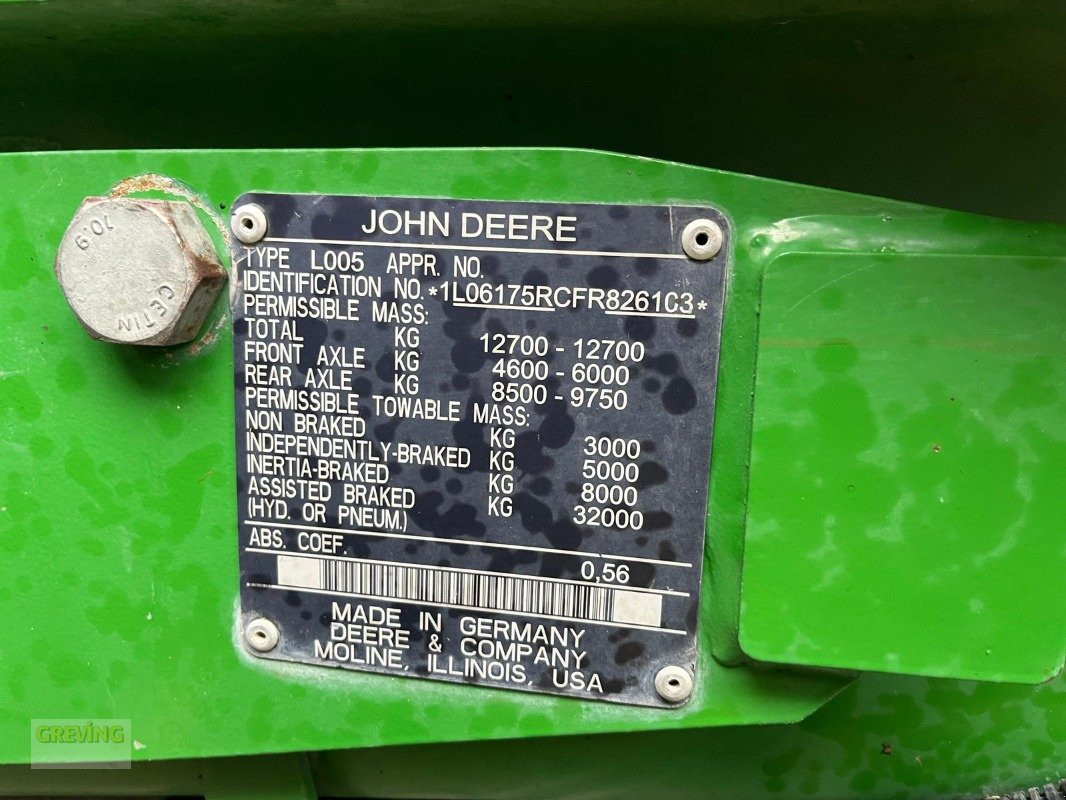 JOHN DEERE
TYPE L005 APPR. NO.
IDENTIFICATION NO. *1L06175RCFR8261C3*
PERMISSIBLE MASS:
TOTAL KG 12700 - 12700
FRONT AXLE KG 4600 - 6000
REAR AXLE KG 8500 - 9750
PERMISSIBLE TOWABLE MASS:
NON BRAKED KG 3000
INDEPENDENTLY-BRAKED KG 5000
INERTIA-BRAKED KG 8000
ASSISTED BRAKED KG 32000
(HYD. OR PNEUM.)
ABS. COEF. 0,56
MADE IN GERMANY
DEERE & COMPANY
MOLINE, ILLINOIS, USA
10.9
CETIN
GREVING